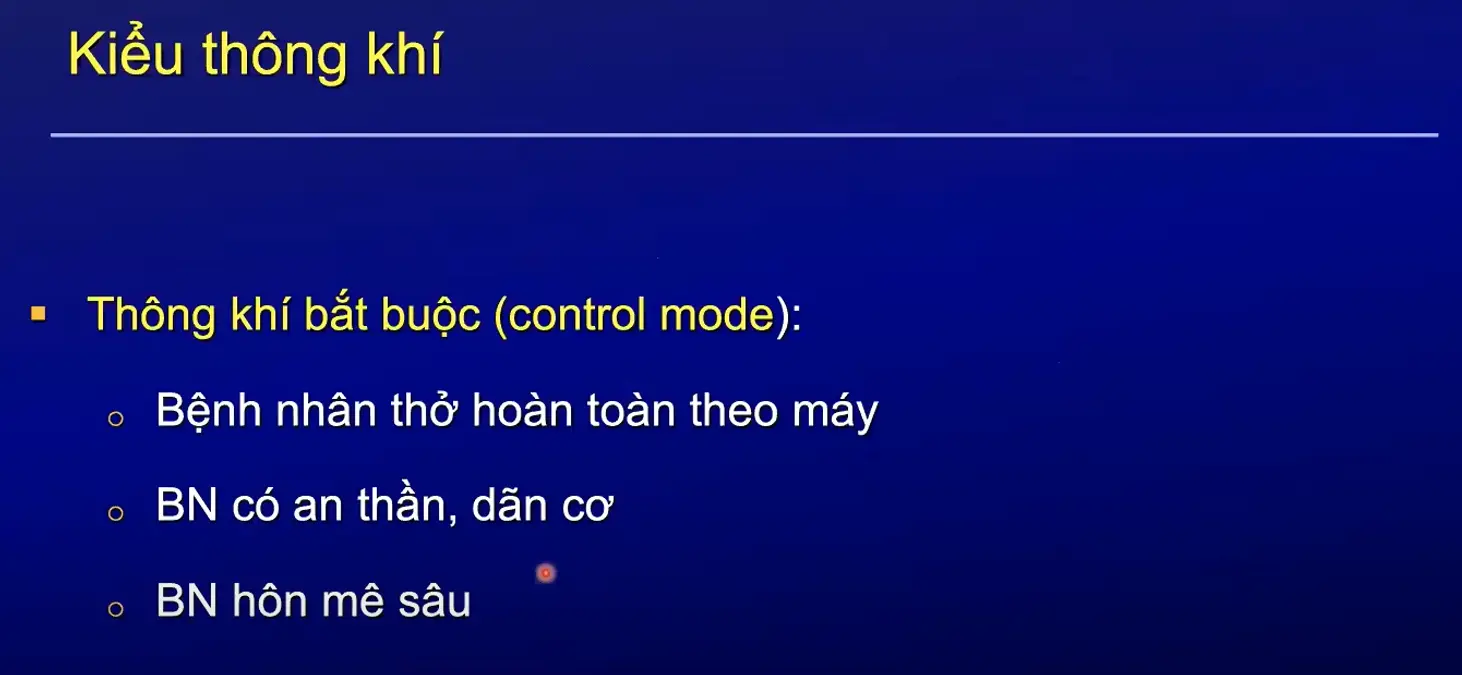 Kiểu thông khí
▪ Thông khí bắt buộc (control mode):
o Bệnh nhân thở hoàn toàn theo máy
o BN có an thần, dãn cơ
o BN hôn mê sâu